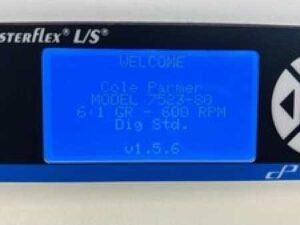 STERFLEX® L/S®
WELCOME
Cole Parmer
MODEL 7523-80
6:1 GR - 600 RPM
Dig Std.
v1.5.6